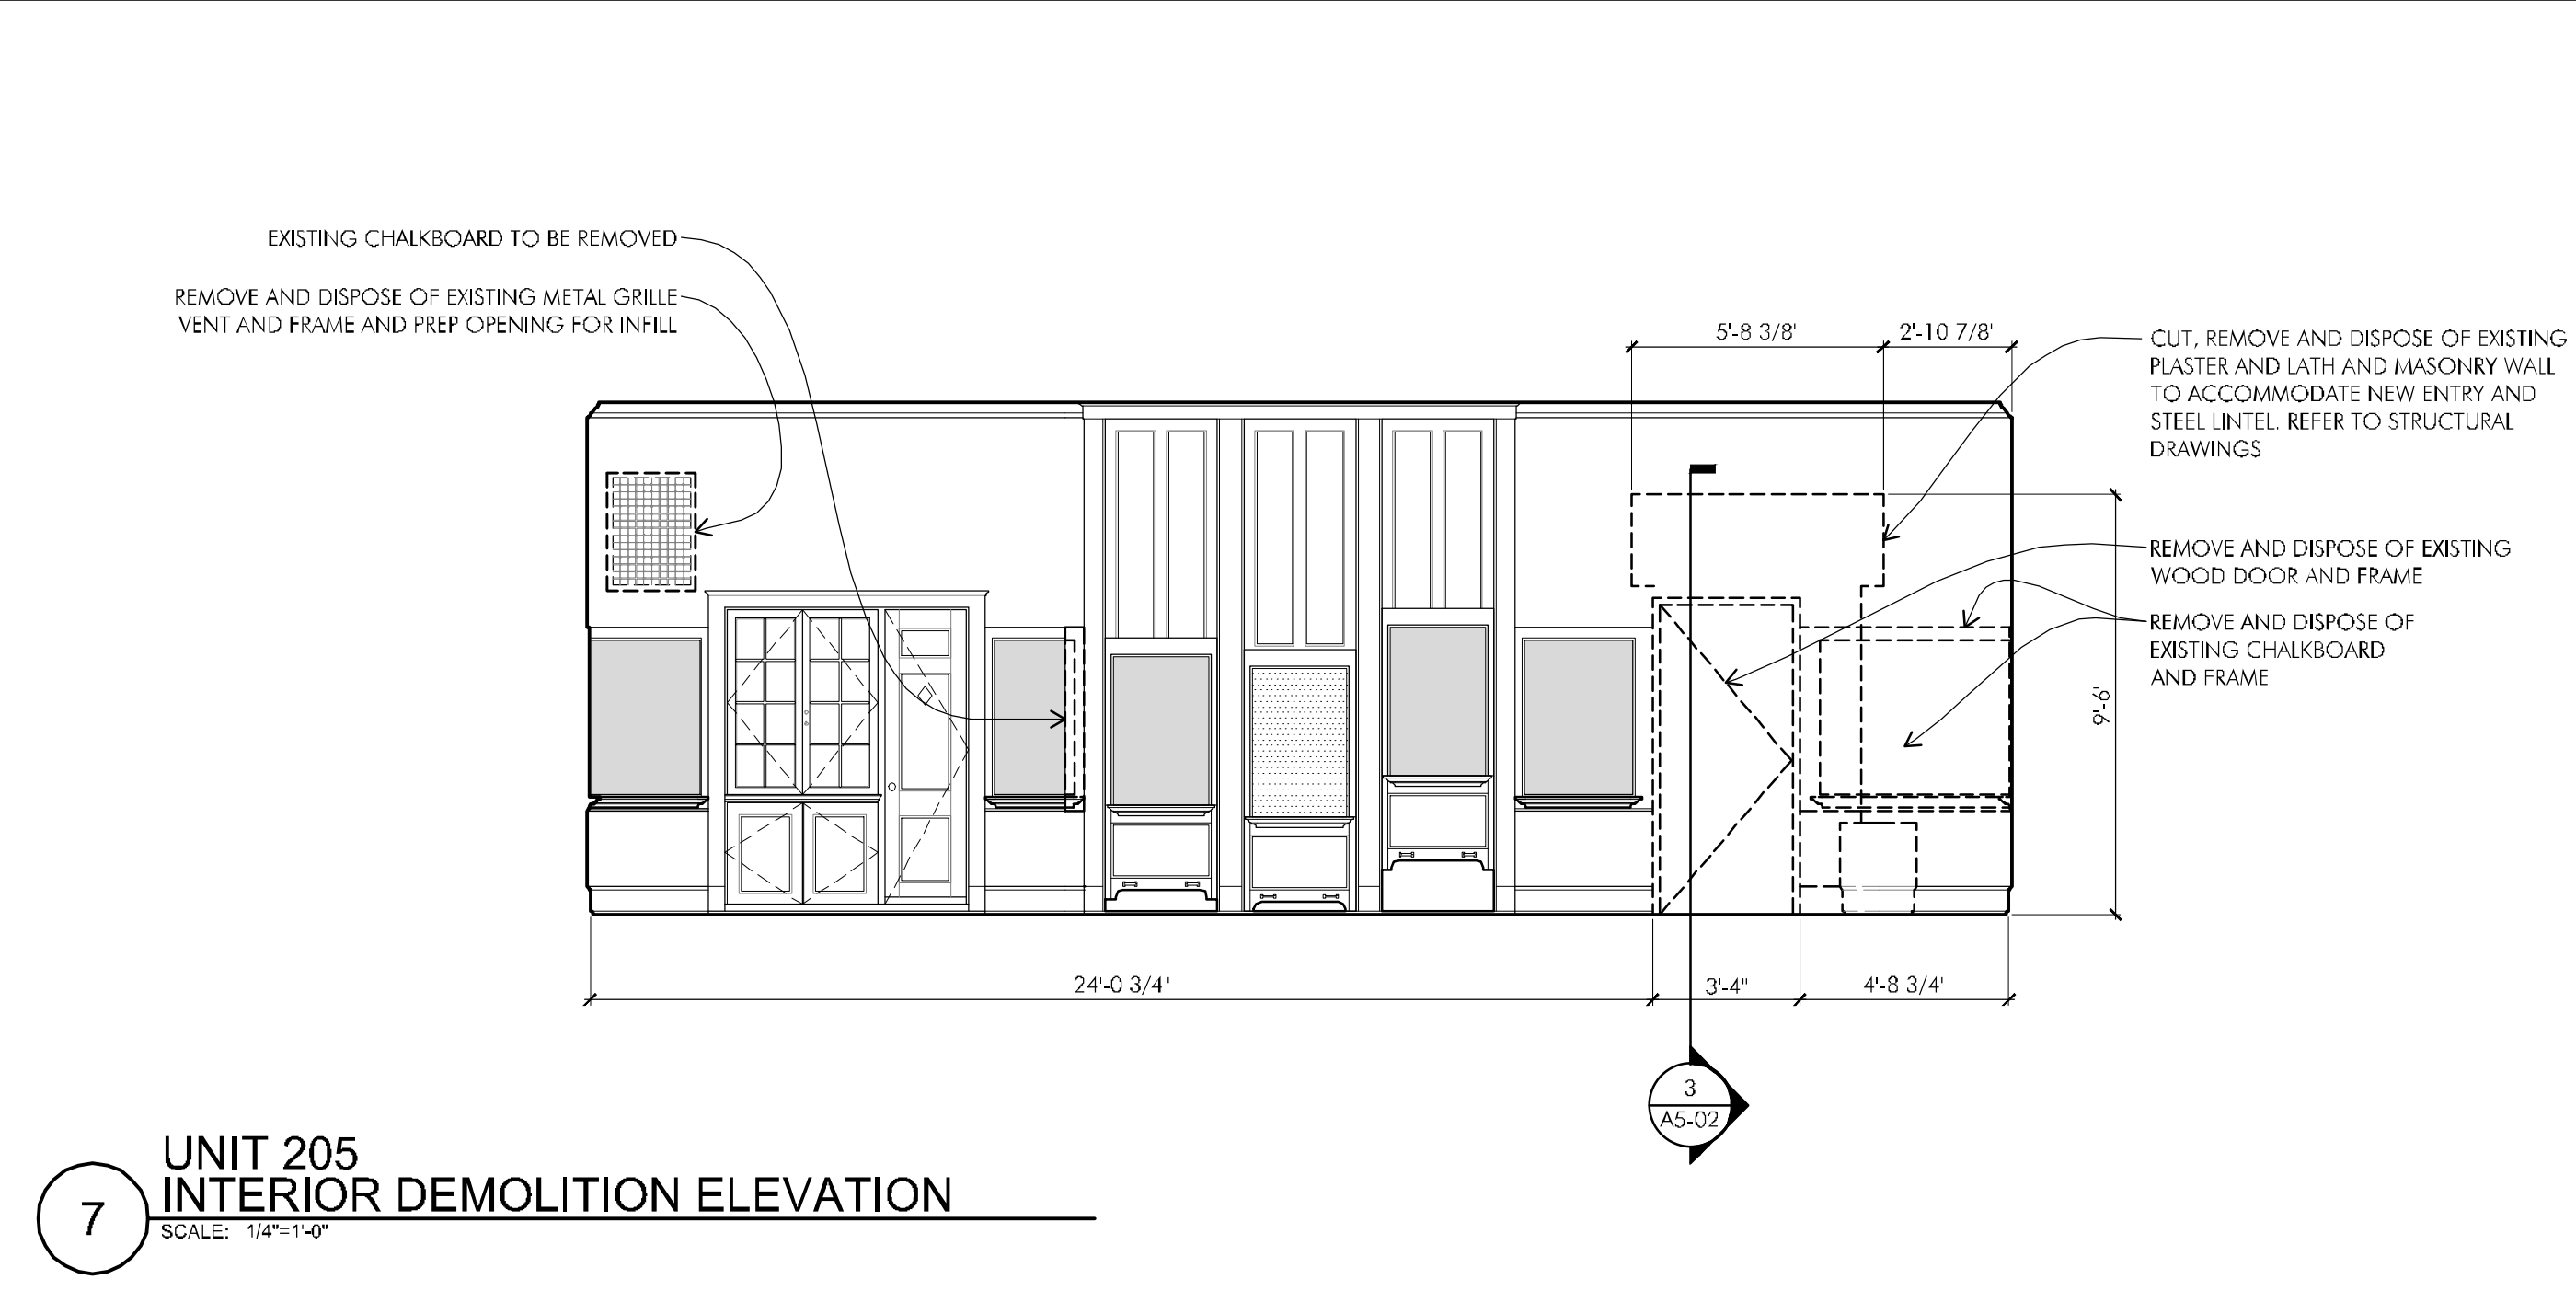 EXISTING CHALKBOARD TO BE REMOVED
REMOVE AND DISPOSE OF EXISTING METAL GRILLE
VENT AND FRAME AND PREP OPENING FOR INFILL
5'-8 3/8'
2'-10 7/8'
CUT, REMOVE AND DISPOSE OF EXISTING
PLASTER AND LATH AND MASONRY WALL
TO ACCOMMODATE NEW ENTRY AND
STEEL LINTEL. REFER TO STRUCTURAL
DRAWINGS
REMOVE AND DISPOSE OF EXISTING
WOOD DOOR AND FRAME
REMOVE AND DISPOSE OF
EXISTING CHALKBOARD
AND FRAME
9'-6'
24'-0 3/4'
3'-4"
4'-8 3/4'
3
A5-02
7
UNIT 205
INTERIOR DEMOLITION ELEVATION
SCALE: 1/4"=1'-0"